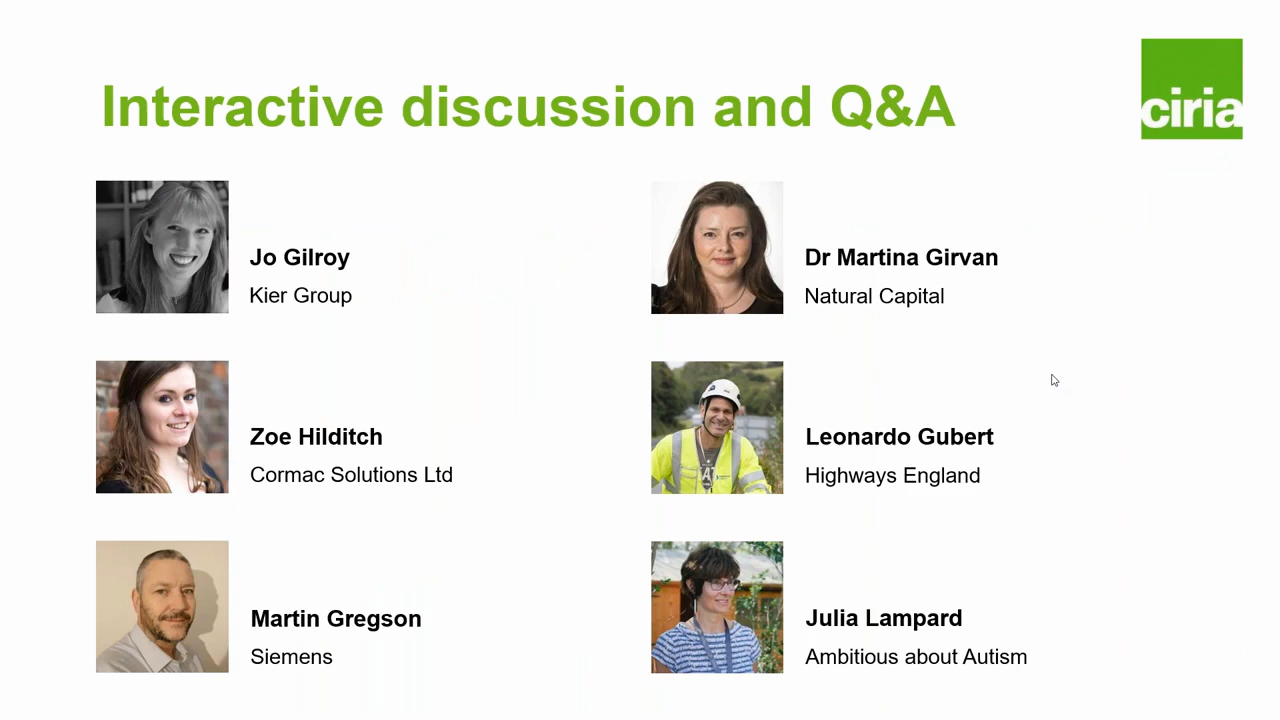 Interactive discussion and Q&A
ciria
Jo Gilroy
Kier Group
Dr Martina Girvan
Natural Capital
Zoe Hilditch
Cormac Solutions Ltd
Leonardo Gubert
Highways England
Martin Gregson
Siemens
Julia Lampard
Ambitious about Autism